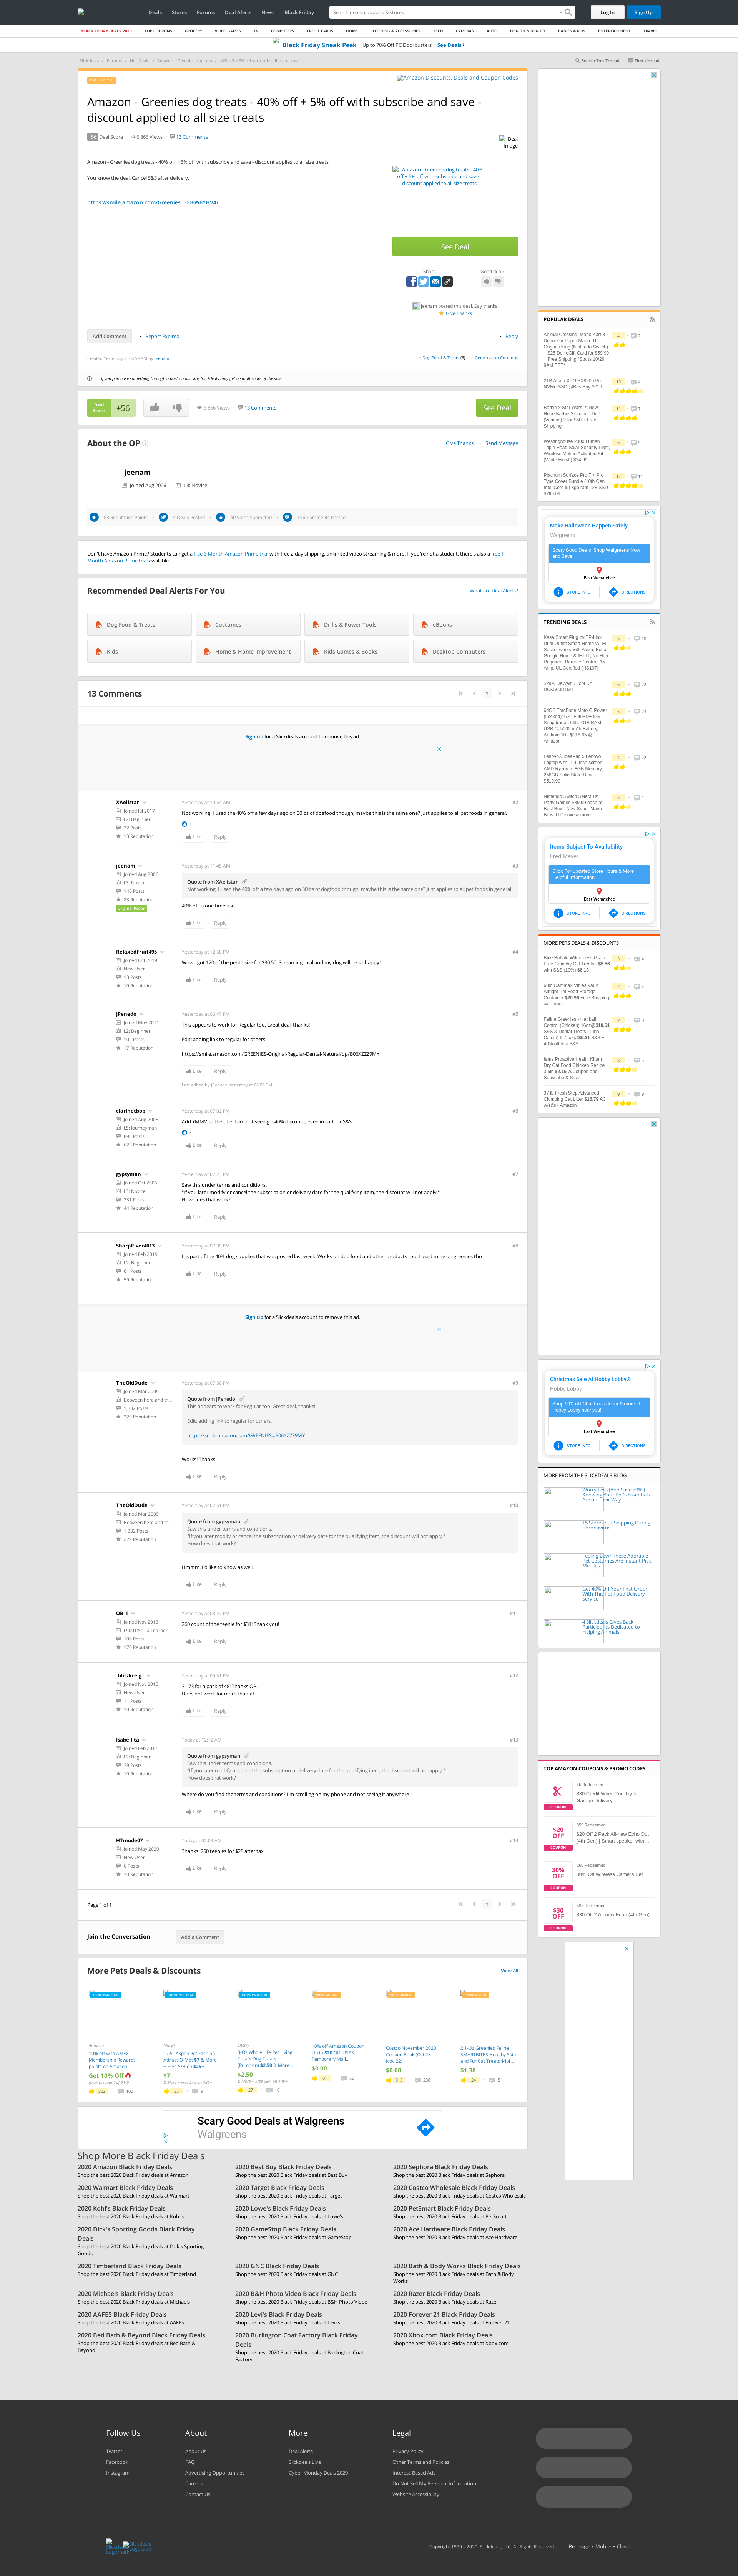 Deals Stores Forums Deal Alerts News Black Friday
Search deals, coupons & stores
Log In Sign Up
BLACK FRIDAY DEALS 2020 TOP COUPONS GROCERY VIDEO GAMES TV COMPUTERS CREDIT CARDS HOME CLOTHING & ACCESSORIES TECH CAMERAS AUTO HEALTH & BEAUTY BABIES & KIDS ENTERTAINMENT TRAVEL
Black Friday Sneak Peek Up to 70% Off PC Doorbusters See Deals
Slickdeals > Forums > Hot Deals > Amazon - Greenies dog treats - 40% off + 5% off with subscribe and save - ...
Search This Thread First Unread
Amazon Discounts, Deals and Coupon Codes
Amazon - Greenies dog treats - 40% off + 5% off with subscribe and save - discount applied to all size treats
+56 Deal Score 6,866 Views 13 Comments
Deal Image
Amazon - Greenies dog treats - 40% off + 5% off with subscribe and save - discount applied to all size treats
You know the deal. Cancel S&S after delivery.
https://smile.amazon.com/Greenies...006W6YHV4/
Amazon - Greenies dog treats - 40% off + 5% off with subscribe and save - discount applied to all size treats
See Deal
Share Good deal?
jeenam posted this deal. Say thanks!
Give Thanks
Add Comment Report Expired Reply
Created Yesterday at 08:59 AM by jeenam
in Dog Food & Treats (6) Get Amazon Coupons
If you purchase something through a post on our site, Slickdeals may get a small share of the sale.
Deal Score +56 6,866 Views 13 Comments See Deal
About the OP Give Thanks Send Message
jeenam
Joined Aug 2006 L3: Novice
83 Reputation Points 4 Deals Posted 90 Votes Submitted 146 Comments Posted
Don't have Amazon Prime? Students can get a free 6-Month Amazon Prime trial with free 2-day shipping, unlimited video streaming & more. If you're not a student, there's also a free 1-Month Amazon Prime trial available.
Recommended Deal Alerts For You What are Deal Alerts?
Dog Food & Treats Costumes Drills & Power Tools eBooks
Kids Home & Home Improvement Kids Games & Books Desktop Computers
13 Comments 1
Sign up for a Slickdeals account to remove this ad.
XAelistar
Joined Jul 2017
L2: Beginner
32 Posts
13 Reputation
Yesterday at 10:54 AM #2
Not working. I used the 40% off a few days ago on 30lbs of dogfood though, maybe this is the same one? Just applies to all pet foods in general.
1
Like Reply
jeenam
Joined Aug 2006
L3: Novice
146 Posts
83 Reputation
Original Poster
Yesterday at 11:45 AM #3
Quote from XAelistar
Not working. I used the 40% off a few days ago on 30lbs of dogfood though, maybe this is the same one? Just applies to all pet foods in general.
40% off is one time use.
Like Reply
RelaxedFruit495
Joined Oct 2019
New User
13 Posts
10 Reputation
Yesterday at 12:58 PM #4
Wow - got 120 of the petite size for $30.50. Screaming deal and my dog will be so happy!
Like Reply
JPenedo
Joined May 2011
L2: Beginner
102 Posts
17 Reputation
Yesterday at 06:47 PM #5
This appears to work for Regular too. Great deal, thanks!
Edit: adding link to regular for others.
https://smile.amazon.com/GREENIES-Original-Regular-Dental-Natural/dp/B06XZZZ9MY
Like Reply
Last edited by JPenedo Yesterday at 06:50 PM.
clarinetbob
Joined Aug 2008
L5: Journeyman
898 Posts
623 Reputation
Yesterday at 07:02 PM #6
Add YMMV to the title. I am not seeing a 40% discount, even in cart for S&S.
2
Like Reply
gypsyman
Joined Oct 2005
L3: Novice
231 Posts
44 Reputation
Yesterday at 07:25 PM #7
Saw this under terms and conditions.
"If you later modify or cancel the subscription or delivery date for the qualifying item, the discount will not apply."
How does that work?
Like Reply
SharpRiver4013
Joined Feb 2019
L2: Beginner
61 Posts
59 Reputation
Yesterday at 07:39 PM #8
It's part of the 40% dog supplies that was posted last week. Works on dog food and other products too. I used mine on greenies tho
Like Reply
Sign up for a Slickdeals account to remove this ad.
TheOldDude
Joined Mar 2009
Between here and th...
1,332 Posts
229 Reputation
Yesterday at 07:50 PM #9
Quote from JPenedo
This appears to work for Regular too. Great deal, thanks!
Edit: adding link to regular for others.
https://smile.amazon.com/GREENIES...B06XZZZ9MY
Works! Thanks!
Like Reply
TheOldDude
Joined Mar 2009
Between here and th...
1,332 Posts
229 Reputation
Yesterday at 07:51 PM #10
Quote from gypsyman
Saw this under terms and conditions.
"If you later modify or cancel the subscription or delivery date for the qualifying item, the discount will not apply."
How does that work?
Hmmm. I'd like to know as well.
Like Reply
OB_1
Joined Nov 2013
L9001:Still a Learner
106 Posts
170 Reputation
Yesterday at 08:47 PM #11
260 count of the teenie for $31! Thank you!
Like Reply
_blitzkreig_
Joined Nov 2015
New User
11 Posts
10 Reputation
Yesterday at 09:51 PM #12
31.73 for a pack of 48! Thanks OP.
Does not work for more than x1
Like Reply
Isabellita
Joined Feb 2017
L2: Beginner
39 Posts
10 Reputation
Today at 12:12 AM #13
Quote from gypsyman
Saw this under terms and conditions.
"If you later modify or cancel the subscription or delivery date for the qualifying item, the discount will not apply."
How does that work?
Where do you find the terms and conditions? I'm scrolling on my phone and not seeing it anywhere
Like Reply
HTmode07
Joined May 2020
New User
6 Posts
10 Reputation
Today at 02:04 AM #14
Thanks! 260 teenies for $28 after tax
Like Reply
Page 1 of 1 1
Join the Conversation Add a Comment
More Pets Deals & Discounts View All
Amazon
10% off with AMEX Membership Rewards points on Amazon...
Get 10% Off
(Max Discount of $15)
302 100
Macy's
17.5" Aspen Pet Fashion Attract-O-Mat $7 & More + Free S/H on $25+
$7
& More + Free S/H on $25+
35 9
Chewy
3-Oz Whole Life Pet Living Treats Dog Treats (Pumpkin) $2.50 & More...
$2.50
& More + Free S&H on $49+
27 16
10% off Amazon Coupon Up to $20 Off USPS Temporary Mail...
$0.00
81 72
Costco November 2020 Coupon Book (Oct 28 - Nov 22)
$0.00
315 230
2.1-Oz Greenies Feline SMARTBITES Healthy Skin and Fur Cat Treats $1.4...
$1.38
24 5
Scary Good Deals at Walgreens
Walgreens
Shop More Black Friday Deals
2020 Amazon Black Friday Deals
Shop the best 2020 Black Friday deals at Amazon
2020 Best Buy Black Friday Deals
Shop the best 2020 Black Friday deals at Best Buy
2020 Sephora Black Friday Deals
Shop the best 2020 Black Friday deals at Sephora
2020 Walmart Black Friday Deals
Shop the best 2020 Black Friday deals at Walmart
2020 Target Black Friday Deals
Shop the best 2020 Black Friday deals at Target
2020 Costco Wholesale Black Friday Deals
Shop the best 2020 Black Friday deals at Costco Wholesale
2020 Kohl's Black Friday Deals
Shop the best 2020 Black Friday deals at Kohl's
2020 Lowe's Black Friday Deals
Shop the best 2020 Black Friday deals at Lowe's
2020 PetSmart Black Friday Deals
Shop the best 2020 Black Friday deals at PetSmart
2020 Dick's Sporting Goods Black Friday Deals
Shop the best 2020 Black Friday deals at Dick's Sporting Goods
2020 GameStop Black Friday Deals
Shop the best 2020 Black Friday deals at GameStop
2020 Ace Hardware Black Friday Deals
Shop the best 2020 Black Friday deals at Ace Hardware
2020 Timberland Black Friday Deals
Shop the best 2020 Black Friday deals at Timberland
2020 GNC Black Friday Deals
Shop the best 2020 Black Friday deals at GNC
2020 Bath & Body Works Black Friday Deals
Shop the best 2020 Black Friday deals at Bath & Body Works
2020 Michaels Black Friday Deals
Shop the best 2020 Black Friday deals at Michaels
2020 B&H Photo Video Black Friday Deals
Shop the best 2020 Black Friday deals at B&H Photo Video
2020 Razer Black Friday Deals
Shop the best 2020 Black Friday deals at Razer
2020 AAFES Black Friday Deals
Shop the best 2020 Black Friday deals at AAFES
2020 Levi's Black Friday Deals
Shop the best 2020 Black Friday deals at Levi's
2020 Forever 21 Black Friday Deals
Shop the best 2020 Black Friday deals at Forever 21
2020 Bed Bath & Beyond Black Friday Deals
Shop the best 2020 Black Friday deals at Bed Bath & Beyond
2020 Burlington Coat Factory Black Friday Deals
Shop the best 2020 Black Friday deals at Burlington Coat Factory
2020 Xbox.com Black Friday Deals
Shop the best 2020 Black Friday deals at Xbox.com
POPULAR DEALS
Animal Crossing, Mario Kart 8 Deluxe or Paper Mario: The Origami King (Nintendo Switch) + $25 Dell eGift Card for $59.99 + Free Shipping *Starts 10/26 8AM EST*
4 2
2TB Adata XPG SX8200 Pro NVMe SSD @BestBuy $210
13 4
Barbie x Star Wars: A New Hope Barbie Signature Doll (Various) 2 for $50 + Free Shipping
11 7
Westinghouse 2000 Lumen Triple Head Solar Security Light, Wireless Motion Activated Kit (White Finish) $24.99
6 9
Platinum Surface Pro 7 + Pro Type Cover Bundle (10th Gen Intel Core i5) 8gb ram 128 SSD $799.99
12 11
Make Halloween Happen Safely
Walgreens
Scary Good Deals. Shop Walgreens Now and Save!
East Wenatchee
STORE INFO DIRECTIONS
TRENDING DEALS
Kasa Smart Plug by TP-Link, Dual Outlet Smart Home Wi-Fi Socket works with Alexa, Echo, Google Home & IFTTT, No Hub Required, Remote Control, 15 Amp, UL Certified (HS107)
5 16
$299, DeWalt 5 Tool Kit DCK560D1M1
6 22
64GB TracFone Moto G Power (Locked): 6.4" Full HD+ IPS, Snapdragon 665, 4GB RAM, USB C, 5000 mAh Battery, Android 10 - $116.65 @ Amazon
5 23
Lenovo® IdeaPad 5 Lenovo Laptop with 15.6 inch screen, AMD Ryzen 5, 8GB Memory, 256GB Solid State Drive - $519.99
4 22
Nintendo Switch Select 1st Party Games $39.99 each at Best Buy - New Super Mario Bros. U Deluxe & more
5 1
Items Subject To Availability
Fred Meyer
Click For Updated Store Hours & More Helpful Information.
East Wenatchee
STORE INFO DIRECTIONS
MORE PETS DEALS & DISCOUNTS
Blue Buffalo Wilderness Grain Free Crunchy Cat Treats - $5.56 with S&S (10%) $6.18
5 4
60lb Gamma2 Vittles Vault Airtight Pet Food Storage Container $20.96 Free Shipping w/ Prime
Feline Greenies - Hairball Control (Chicken) 16oz@$10.61 S&S & Dental Treats (Tuna, Catnip) 9.75oz@$5.31 S&S + 40% off first S&S
Iams Proactive Health Kitten Dry Cat Food Chicken Recipe 3.5lb $2.15 w/Coupon and Subscribe & Save
37 lb Fresh Step Advanced Clumping Cat Litter $16.79 AC w/s&s - Amazon
Christmas Sale At Hobby Lobby®
Hobby Lobby
Shop 50% off Christmas decor & more at Hobby Lobby near you!
East Wenatchee
STORE INFO DIRECTIONS
MORE FROM THE SLICKDEALS BLOG
Worry Less (And Save 30%) Knowing Your Pet's Essentials Are on Their Way
15 Stores Still Shipping During Coronavirus
Feeling Low? These Adorable Pet Costumes Are Instant Pick-Me-Ups
Get 40% Off Your First Order With This Pet Food Delivery Service
4 Slickdeals Gives Back Participants Dedicated to Helping Animals
TOP AMAZON COUPONS & PROMO CODES
4k Redeemed
$30 Credit When You Try In-Garage Delivery
COUPON
$20 OFF
809 Redeemed
$20 Off 2 Pack All-new Echo Dot (4th Gen) | Smart speaker with...
COUPON
30% OFF
260 Redeemed
30% Off Wireless Camera Set
COUPON
$30 OFF
587 Redeemed
$30 Off 2 All-new Echo (4th Gen)
COUPON
Follow Us
Twitter
Facebook
Instagram
About
About Us
FAQ
Advertising Opportunities
Careers
Contact Us
More
Deal Alerts
Slickdeals Live
Cyber Monday Deals 2020
Legal
Privacy Policy
Other Terms and Policies
Interest-Based Ads
Do Not Sell My Personal Information
Website Accessibility
Copyright 1999 - 2020. Slickdeals, LLC. All Rights Reserved. Redesign • Mobile • Classic